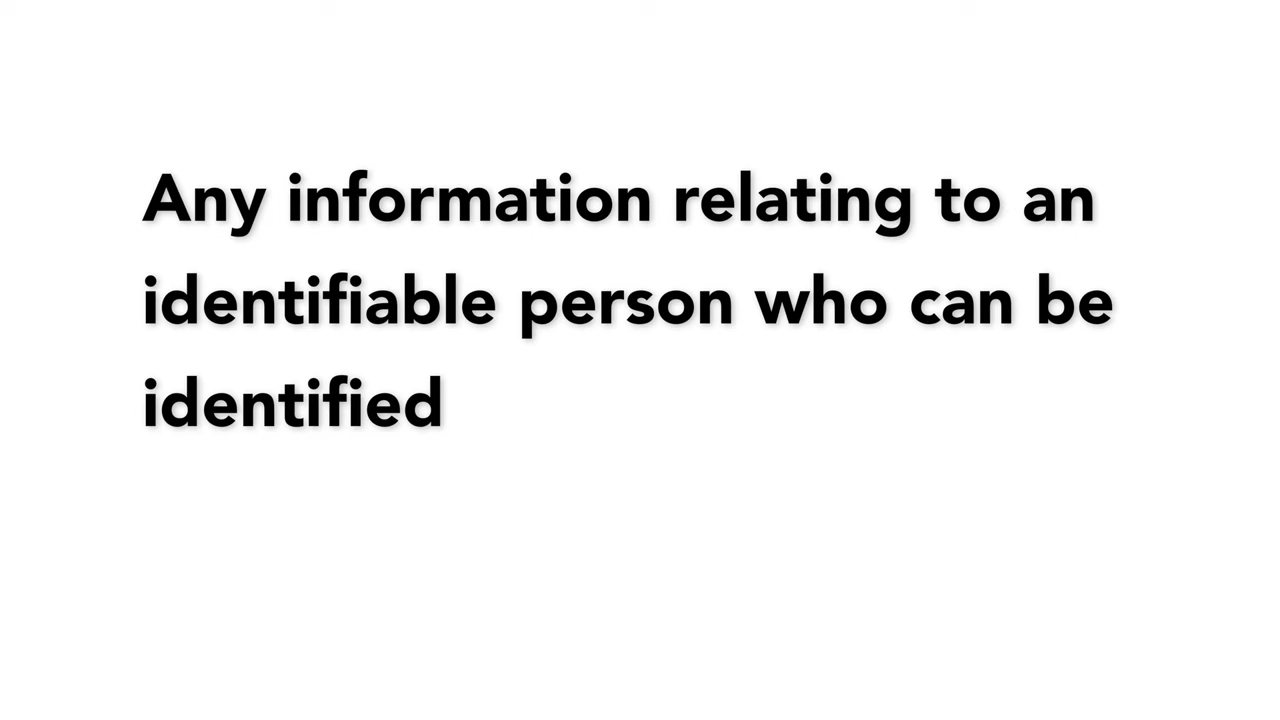 Any information relating to an
identifiable person who can be
identified